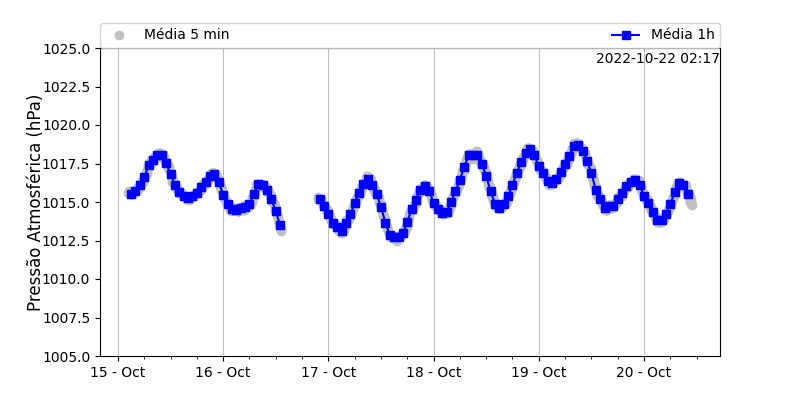 Média 5 min
Média 1h
2022-10-22 02:17
Pressão Atmosférica (hPa)
1025.0
1022.5
1020.0
1017.5
1015.0
1012.5
1010.0
1007.5
1005.0
15 - Oct
16 - Oct
17 - Oct
18 - Oct
19 - Oct
20 - Oct